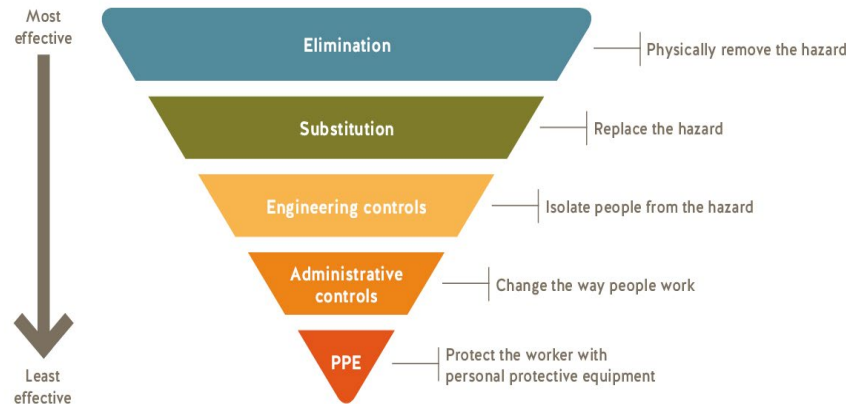 Most
effective
Elimination
Physically remove the hazard
Substitution
Replace the hazard
Engineering controls
Isolate people from the hazard
Administrative
controls
Change the way people work
PPE
Protect the worker with
personal protective equipment
Least
effective